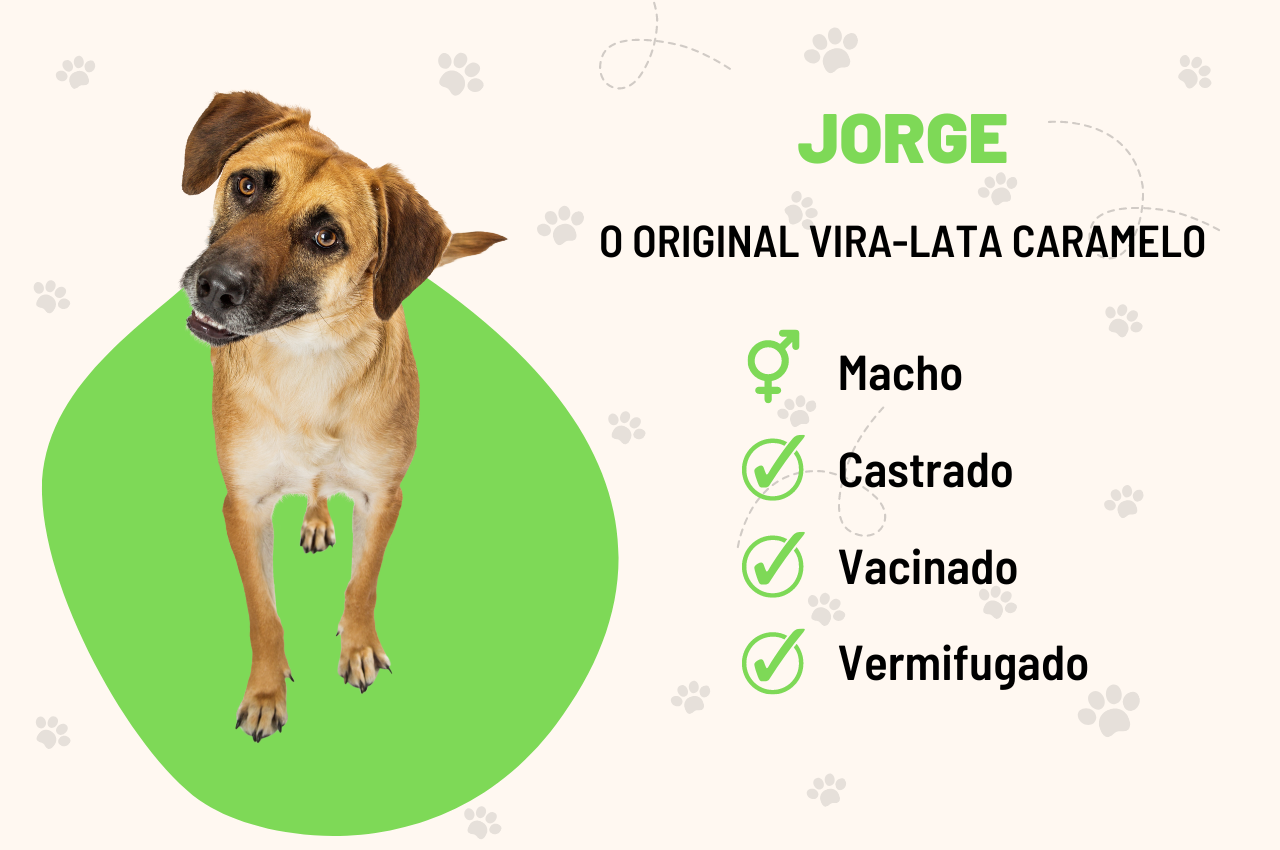 JORGE
O ORIGINAL VIRA-LATA CARAMELO
Macho
Castrado
Vacinado
Vermifugado